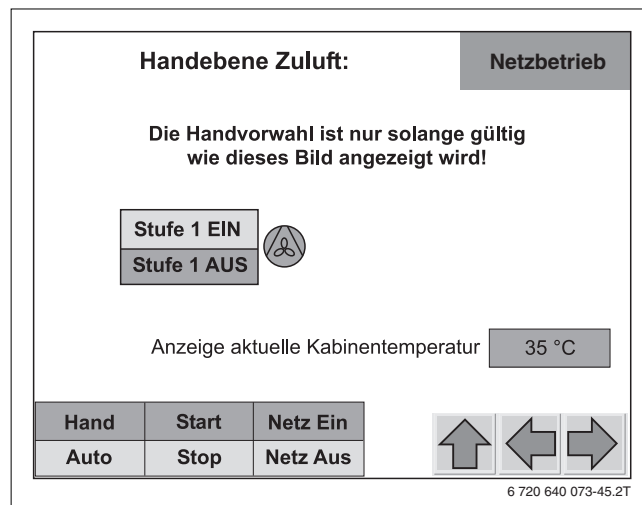 Handebene Zuluft:
Netzbetrieb
Die Handvorwahl ist nur solange gültig
wie dieses Bild angezeigt wird!
Stufe 1 EIN
Stufe 1 AUS
Anzeige aktuelle Kabinentemperatur 35 °C
Hand Start Netz Ein
Auto Stop Netz Aus
6 720 640 073-45.2T